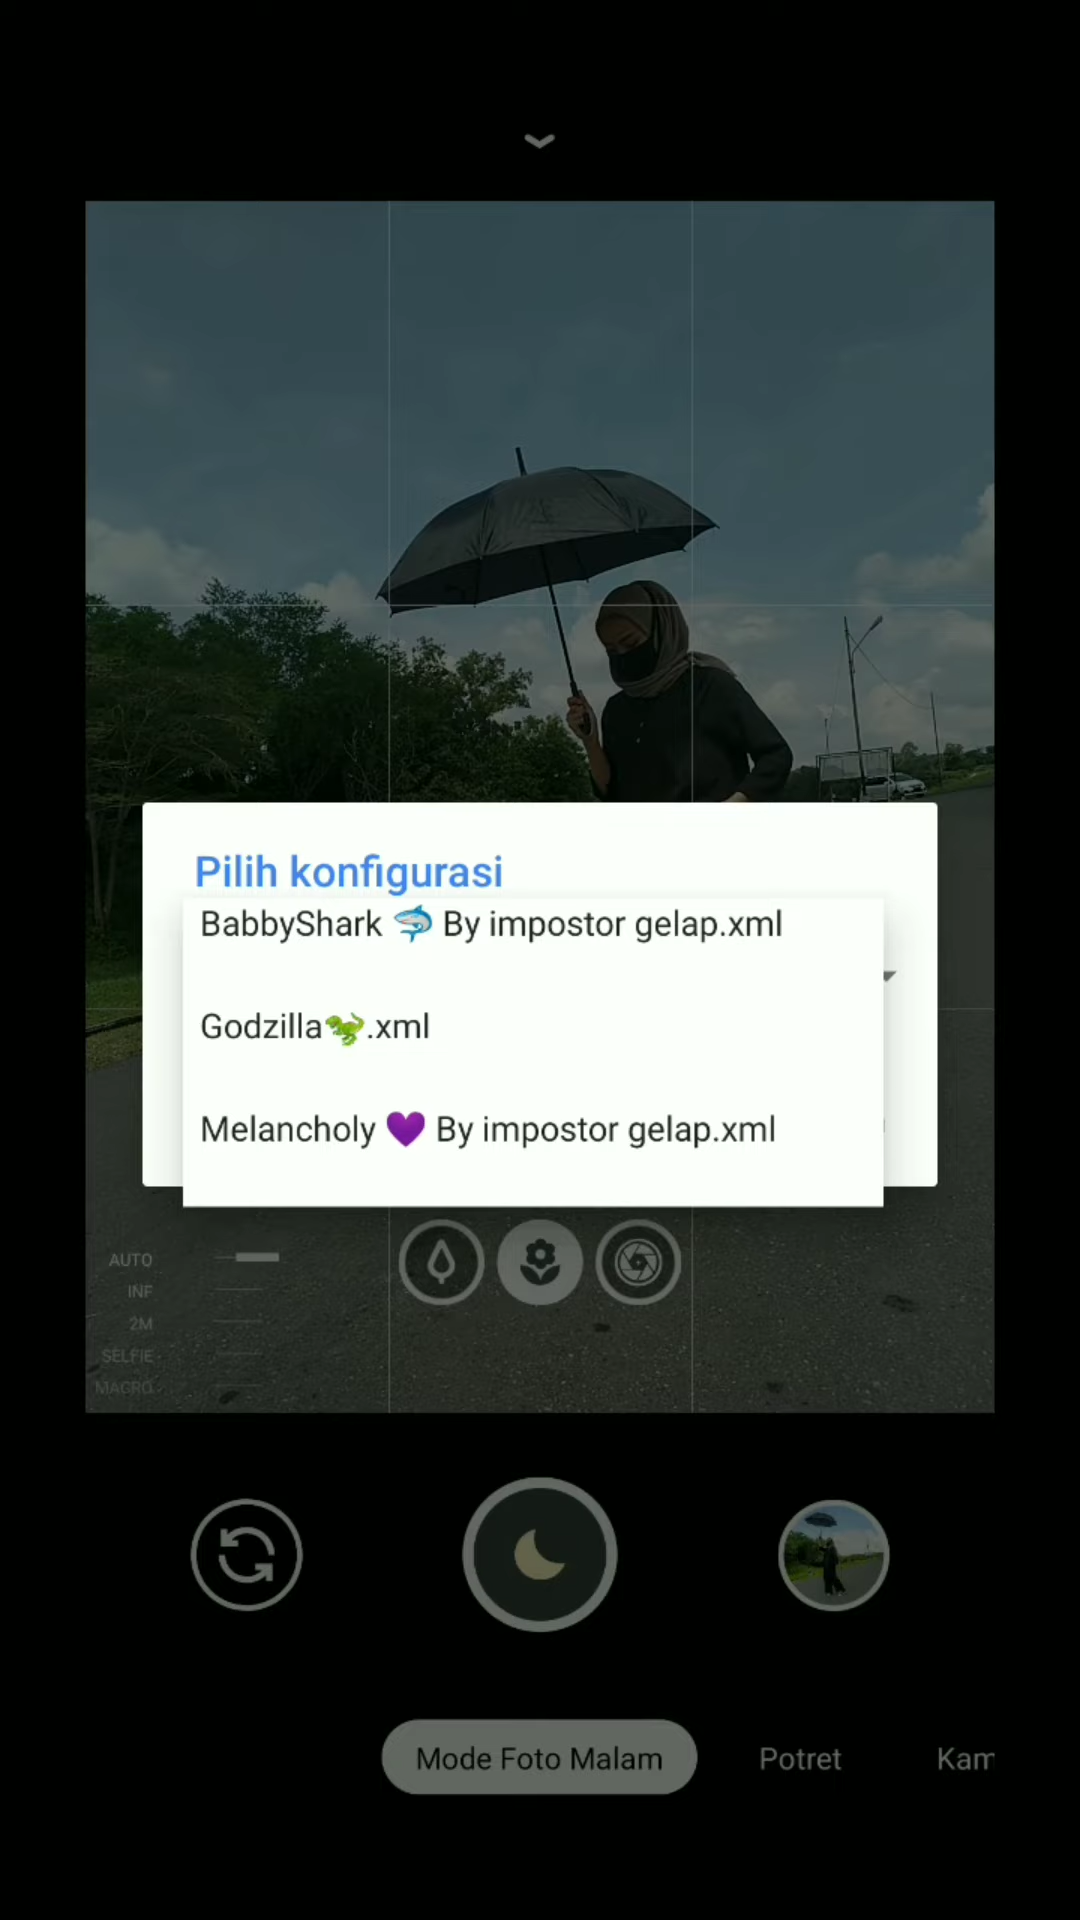 Pilih konfigurasi
BabbyShark 🦈 By impostor gelap.xml
Godzilla🦖.xml
Melancholy 💜 By impostor gelap.xml
AUTO
INF
2M
SELFIE
MACRO
Mode Foto Malam
Potret
Kam